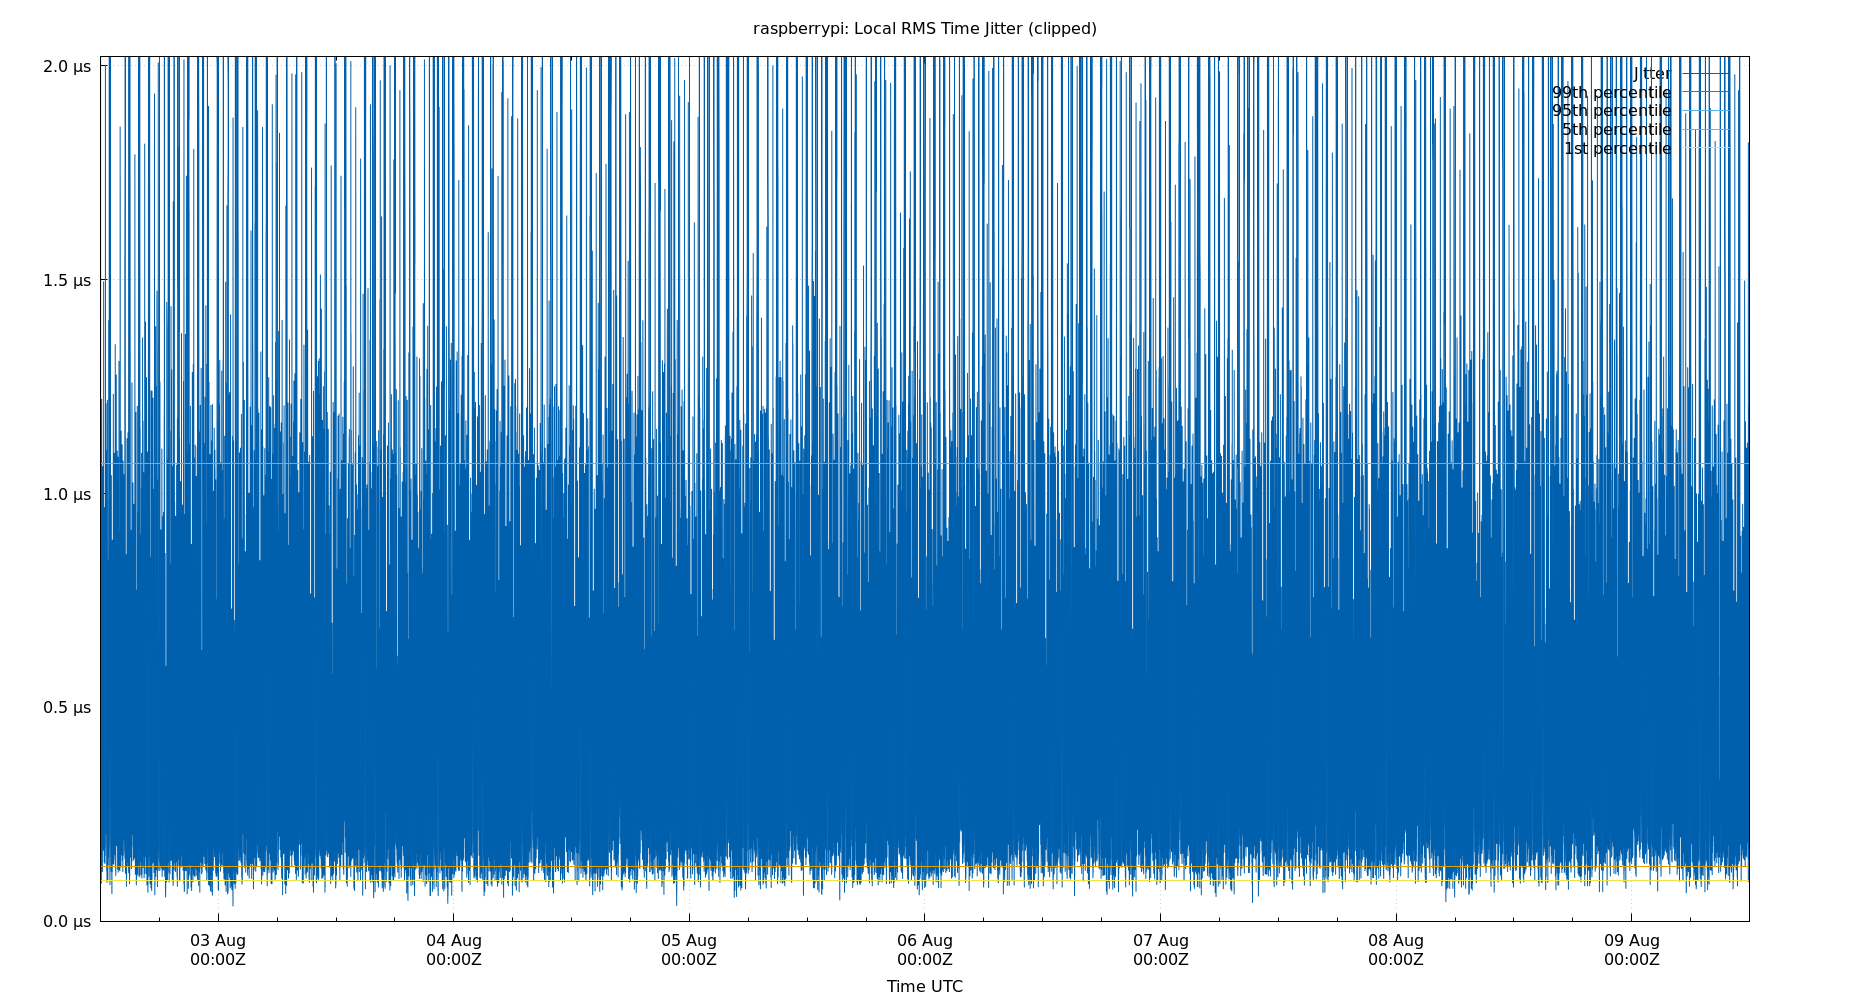 raspberrypi: Local RMS Time Jitter (clipped)
2.0 µs
1.5 µs
1.0 µs
0.5 µs
0.0 µs
Jitter
99th percentile
95th percentile
5th percentile
1st percentile
03 Aug 04 Aug 05 Aug 06 Aug 07 Aug 08 Aug 09 Aug
00:00Z 00:00Z 00:00Z 00:00Z 00:00Z 00:00Z 00:00Z
Time UTC